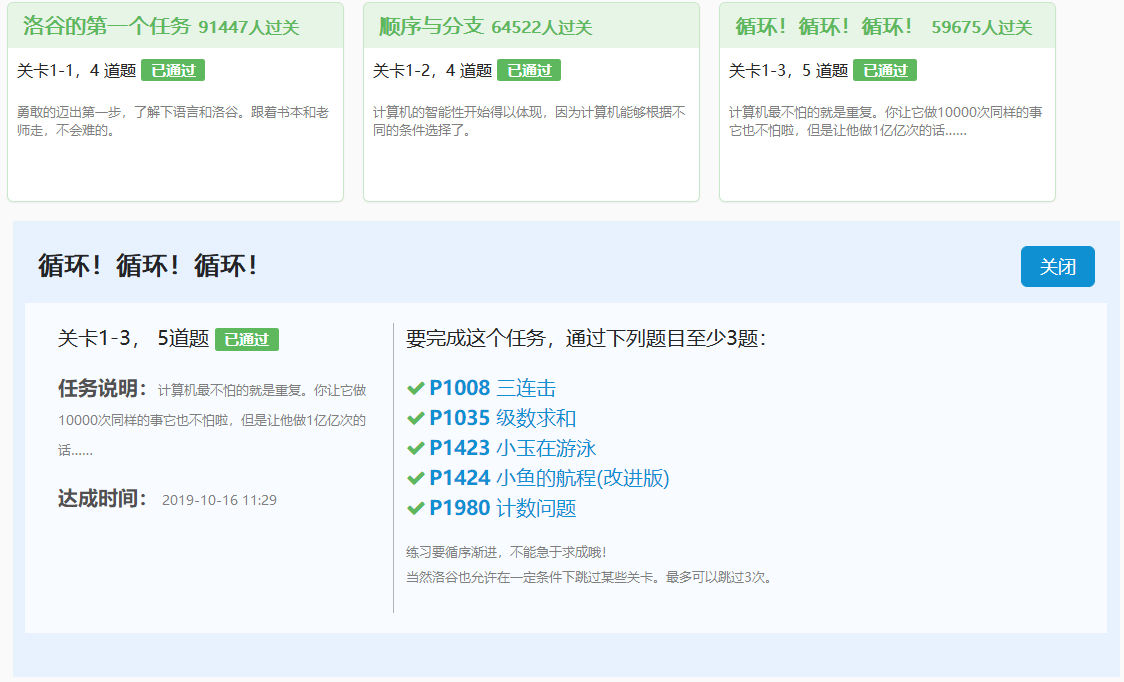 洛谷的第一个任务 91447人过关
关卡1-1，4 道题 已通过
勇敢的迈出第一步，了解下语言和洛谷。跟着书本和老
师走，不会难的。
顺序与分支 64522人过关
关卡1-2，4 道题 已通过
计算机的智能性开始得以体现，因为计算机能够根据不
同的条件选择了。
循环！循环！循环！ 59675人过关
关卡1-3，5 道题 已通过
计算机最不怕的就是重复。你让它做10000次同样的事
它也不怕啦，但是让他做1亿亿次的话......
循环！循环！循环！
关闭
关卡1-3， 5道题 已通过
任务说明： 计算机最不怕的就是重复。你让它做
10000次同样的事它也不怕啦，但是让他做1亿亿次的
话......
达成时间： 2019-10-16 11:29
要完成这个任务，通过下列题目至少3题：
P1008 三连击
P1035 级数求和
P1423 小玉在游泳
P1424 小鱼的航程(改进版)
P1980 计数问题
练习要循序渐进，不能急于求成哦！
当然洛谷也允许在一定条件下跳过某些关卡。最多可以跳过3次。